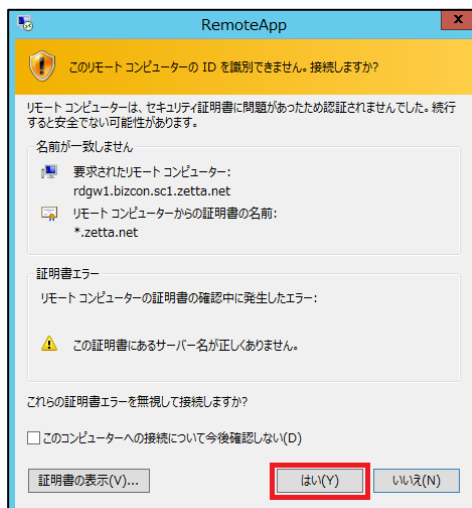 RemoteApp
x
このリモート コンピューターの ID を識別できません。接続しますか?
リモート コンピューターは、セキュリティ証明書に問題があったため認証されませんでした。続行
すると安全でない可能性があります。
名前が一致しません
要求されたリモート コンピューター:
rdgw1.bizcon.sc1.zetta.net
リモート コンピューターからの証明書の名前:
*.zetta.net
証明書エラー
リモート コンピューターの証明書の確認中に発生したエラー:
この証明書にあるサーバー名が正しくありません。
これらの証明書エラーを無視して接続しますか?
このコンピューターへの接続について今後確認しない(D)
証明書の表示(V)... はい(Y) いいえ(N)